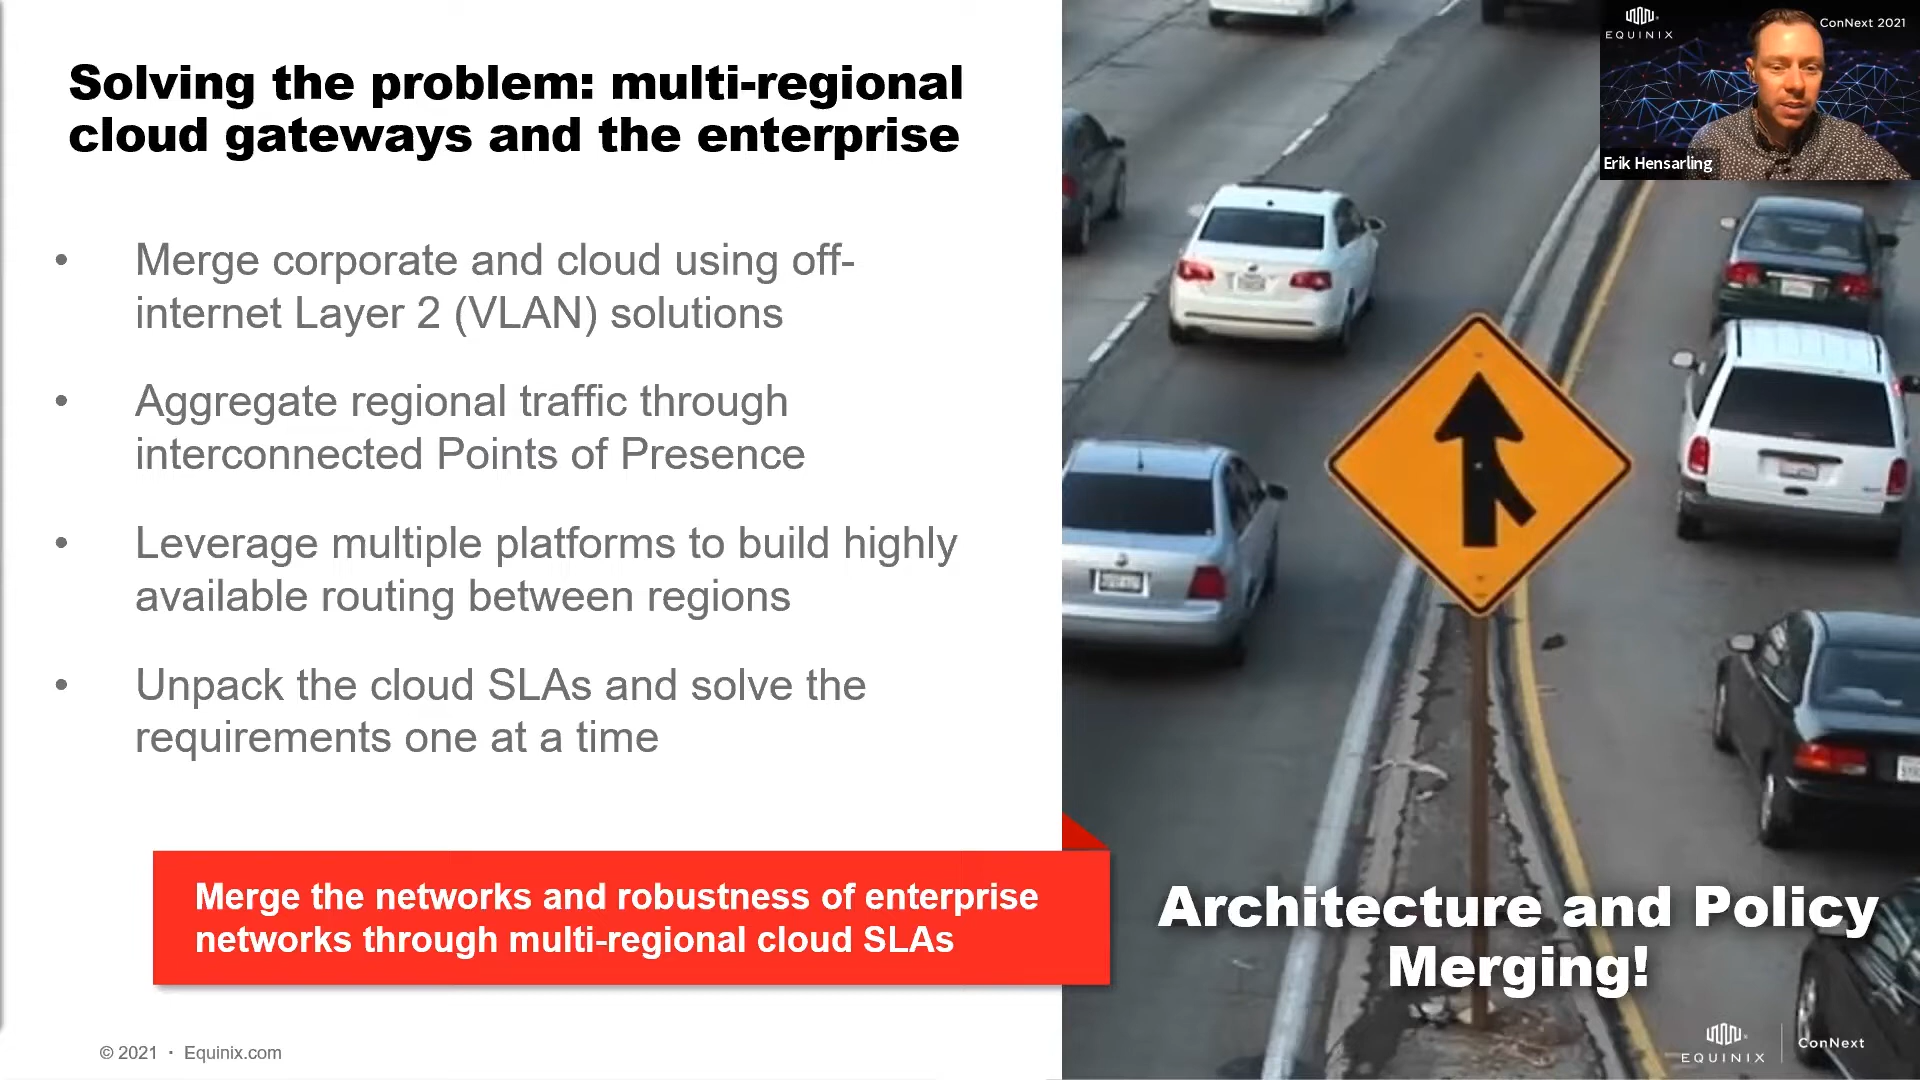 Solving the problem: multi-regional
cloud gateways and the enterprise
• Merge corporate and cloud using off-
internet Layer 2 (VLAN) solutions
• Aggregate regional traffic through
interconnected Points of Presence
• Leverage multiple platforms to build highly
available routing between regions
• Unpack the cloud SLAs and solve the
requirements one at a time
Merge the networks and robustness of enterprise
networks through multi-regional cloud SLAs
© 2021 · Equinix.com
EQUINIX
ConNext 2021
Erik Hensarling
Architecture and Policy
Merging!
EQUINIX
ConNext